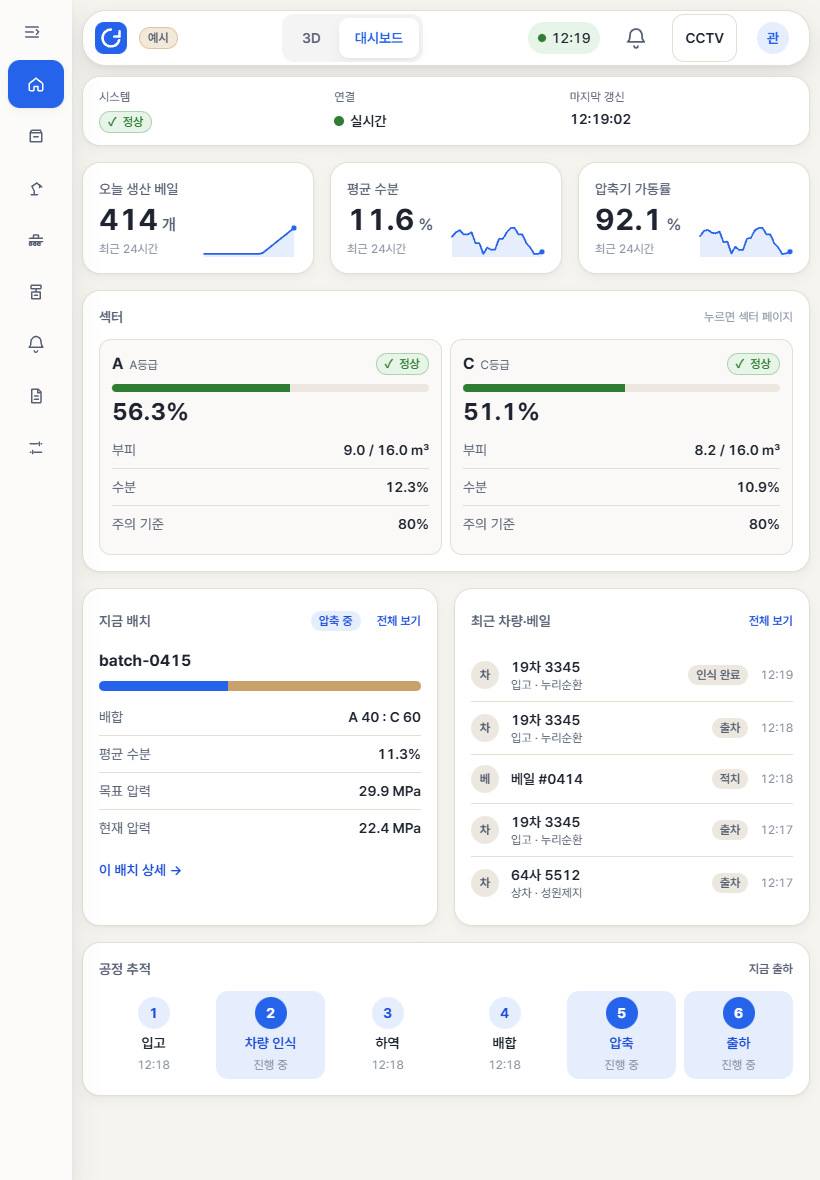 예시
3D
대시보드
12:19
CCTV
관
시스템
✓ 정상
연결
실시간
마지막 갱신
12:19:02
오늘 생산 베일
414 개
최근 24시간
평균 수분
11.6 %
최근 24시간
압축기 가동률
92.1 %
최근 24시간
섹터
누르면 섹터 페이지
A A등급
✓ 정상
56.3%
부피
9.0 / 16.0 m³
수분
12.3%
주의 기준
80%
C C등급
✓ 정상
51.1%
부피
8.2 / 16.0 m³
수분
10.9%
주의 기준
80%
지금 배치
압축 중
전체 보기
batch-0415
배합
A 40 : C 60
평균 수분
11.3%
목표 압력
29.9 MPa
현재 압력
22.4 MPa
이 배치 상세 →
최근 차량·베일
전체 보기
차
19차 3345
입고 · 누리순환
인식 완료
12:19
차
19차 3345
입고 · 누리순환
출차
12:18
베
베일 #0414
적치
12:18
차
19차 3345
입고 · 누리순환
출차
12:17
차
64사 5512
상차 · 성원제지
출차
12:17
공정 추적
지금 출하
1
입고
12:18
2
차량 인식
진행 중
3
하역
12:18
4
배합
12:18
5
압축
진행 중
6
출하
진행 중